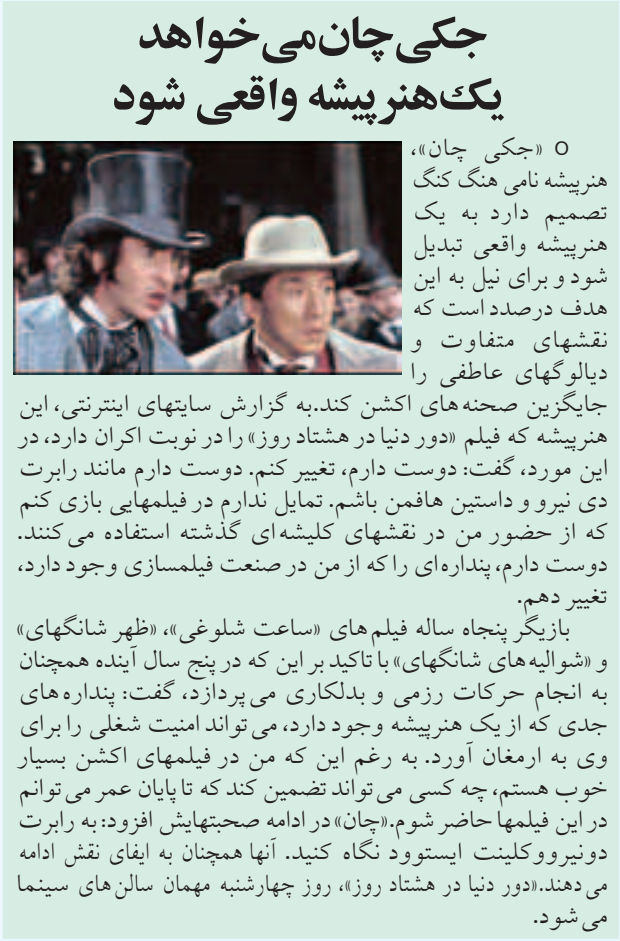 جکی‌چان‌می‌خواهد
یک‌هنرپیشه واقعی شود
o «جکی چان»،
هنرپیشه نامی هنگ کنگ
تصمیم دارد به یک
هنرپیشه واقعی تبدیل
شود و برای نیل به این
هدف درصدد است که
نقشهای متفاوت و
دیالوگهای عاطفی را
جایگزین صحنه‌های اکشن کند.به گزارش سایتهای اینترنتی، این
هنرپیشه که فیلم «دور دنیا در هشتاد روز» را در نوبت اکران دارد، در
این مورد، گفت: دوست دارم، تغییر کنم. دوست دارم مانند رابرت
دی نیرو و داستین هافمن باشم. تمایل ندارم در فیلمهایی بازی کنم
که از حضور من در نقشهای کلیشه‌ای گذشته استفاده می‌کنند.
دوست دارم، پنداره‌ای را که از من در صنعت فیلمسازی وجود دارد،
تغییر دهم.
بازیگر پنجاه ساله فیلم‌های «ساعت شلوغی»، «ظهر شانگهای»
و «شوالیه‌های شانگهای» با تاکید بر این که در پنج سال آینده همچنان
به انجام حرکات رزمی و بدلکاری می‌پردازد، گفت: پنداره‌های
جدی که از یک هنرپیشه وجود دارد، می‌تواند امنیت شغلی را برای
وی به ارمغان آورد. به رغم این که من در فیلمهای اکشن بسیار
خوب هستم، چه کسی می‌تواند تضمین کند که تا پایان عمر می‌توانم
در این فیلمها حاضر شوم.«چان» در ادامه صحبتهایش افزود: به رابرت
دونیرووکلینت ایستوود نگاه کنید. آنها همچنان به ایفای نقش ادامه
می‌دهند.«دور دنیا در هشتاد روز»، روز چهارشنبه مهمان سالن‌های سینما
می‌شود.